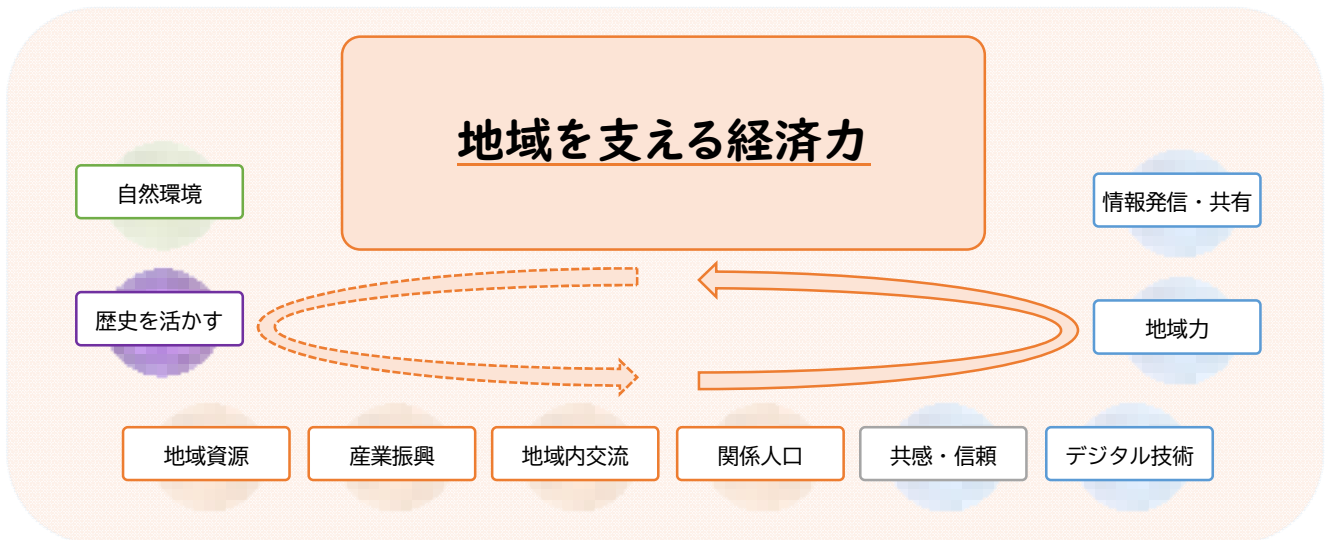 地域を支える経済力
自然環境
情報発信・共有
歴史を活かす
地域力
地域資源
産業振興
地域内交流
関係人口
共感・信頼
デジタル技術